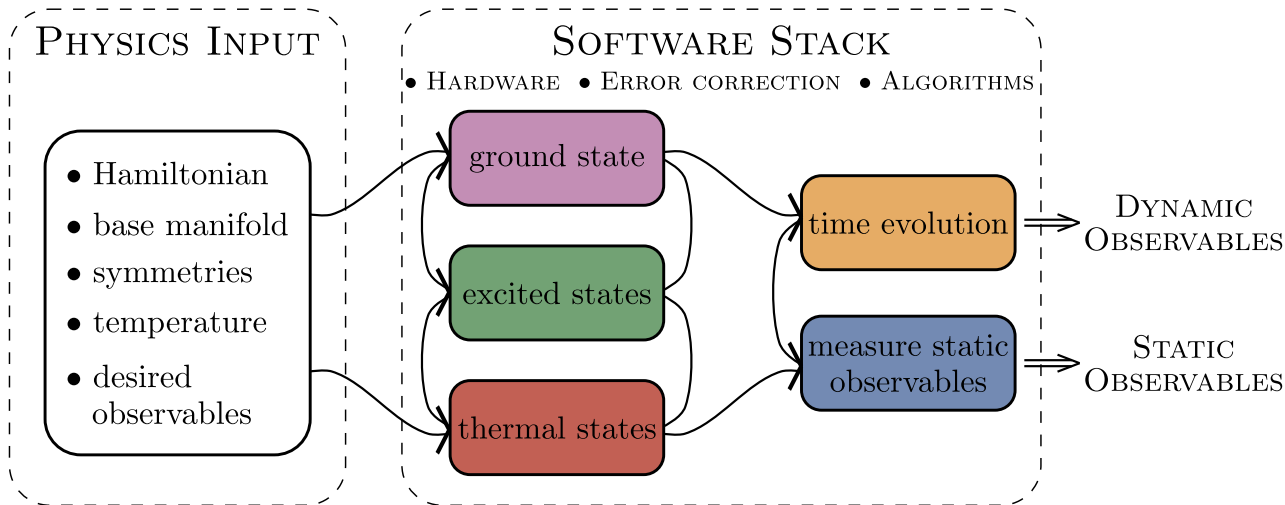 PHYSICS INPUT
• Hamiltonian
• base manifold
• symmetries
• temperature
• desired
observables
SOFTWARE STACK
• HARDWARE • ERROR CORRECTION • ALGORITHMS
ground state
excited states
thermal states
time evolution
measure static
observables
DYNAMIC
OBSERVABLES
STATIC
OBSERVABLES